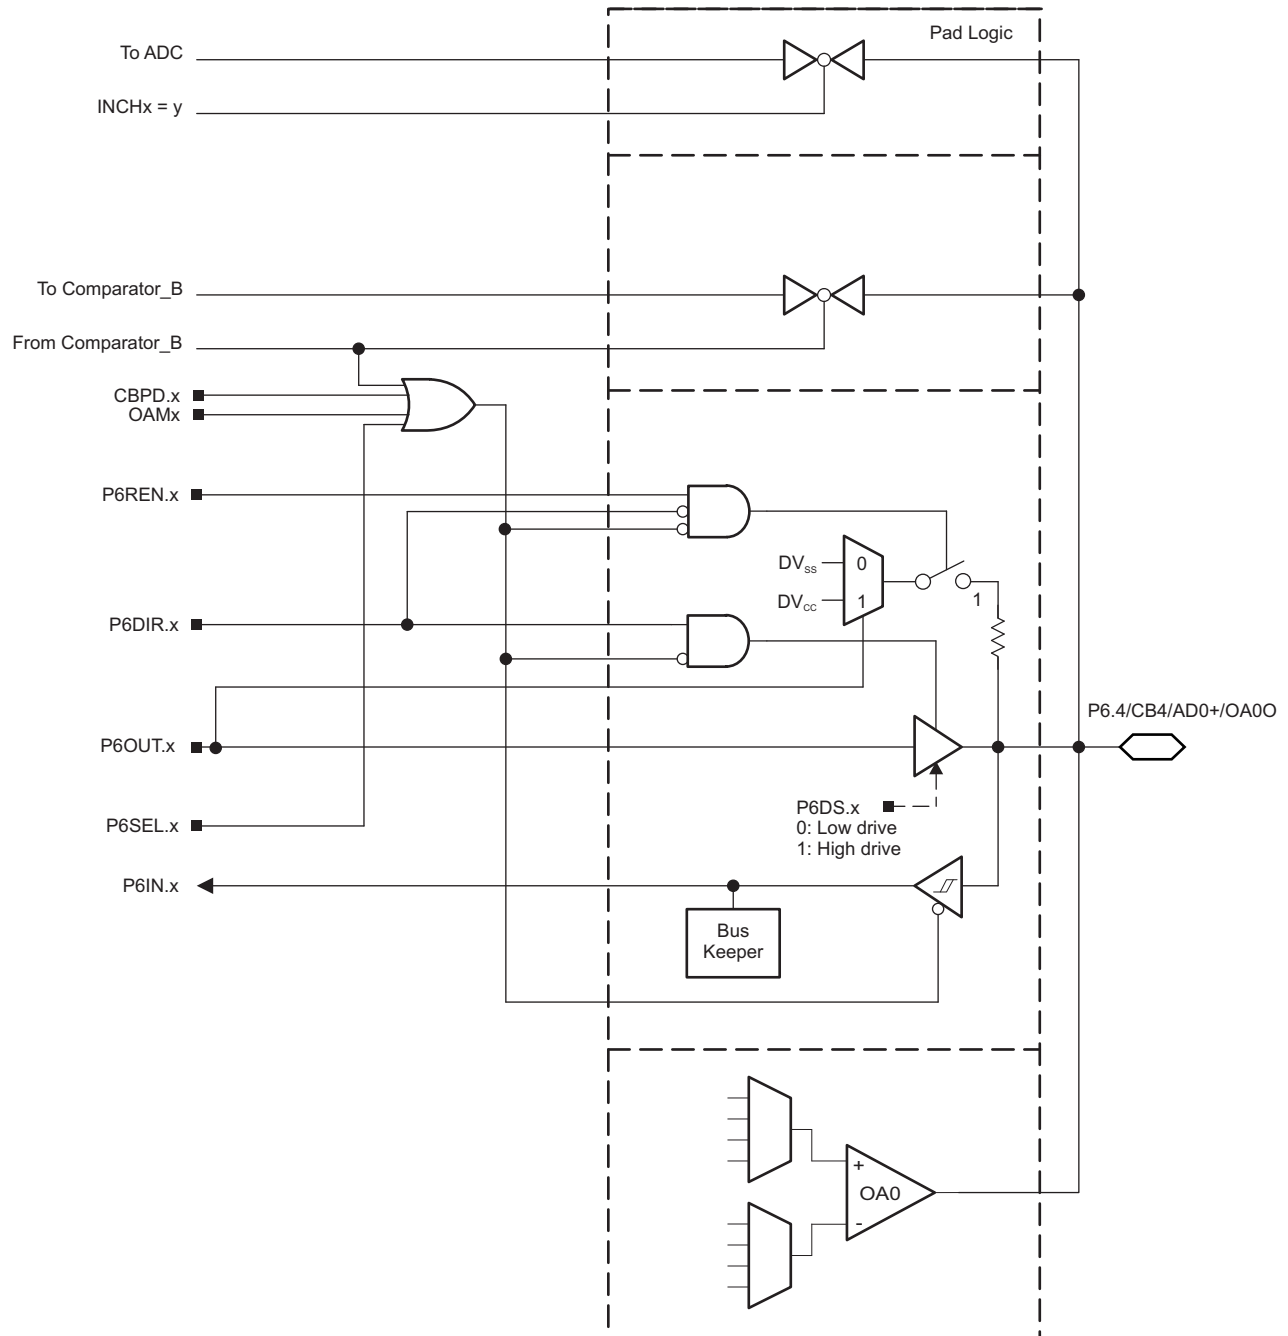 Pad Logic
To ADC
INCHx = y
To Comparator_B
From Comparator_B
CBPD.x
OAMx
P6REN.x
DVss
0
DVcc
1
1
P6DIR.x
P6OUT.x
P6.4/CB4/AD0+/OA0O
P6DS.x
0: Low drive
1: High drive
P6SEL.x
P6IN.x
Bus
Keeper
+
OA0
-